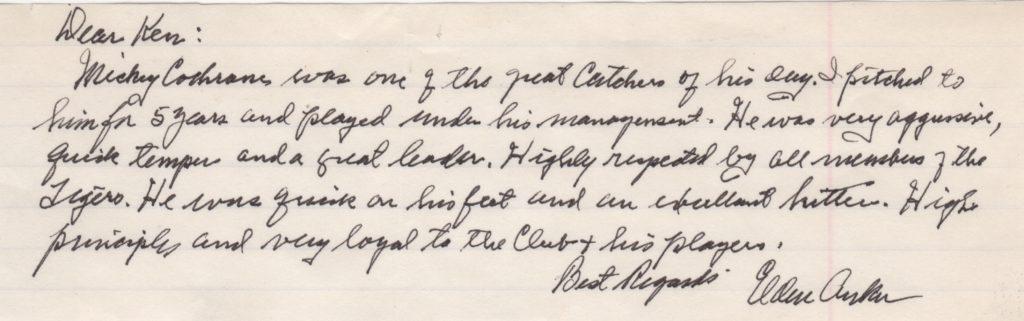 Dear Ken:
Mickey Cochrane was one of the great Catchers of his day. I pitched to
him for 5 years and played under his management. He was very aggressive,
quick temper and a great leader. Highly respected by all members of the
Tigers. He was quick on his feet and an excellent hitter. High
principles and very loyal to the Club + his players.
Best Regards Elden Auker